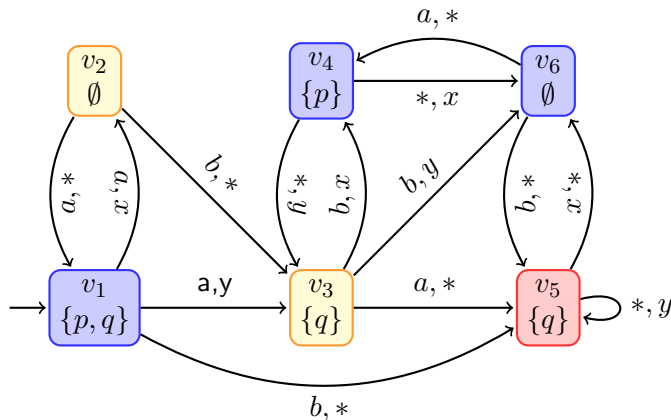 a, *
v₂
∅
v₄
{p}
v₆
∅
*, x
a, *
a, x
b, *
*, y
b, x
b, y
b, *
*, x
v₁
{p, q}
a,y
v₃
{q}
a, *
v₅
{q}
*, y
b, *